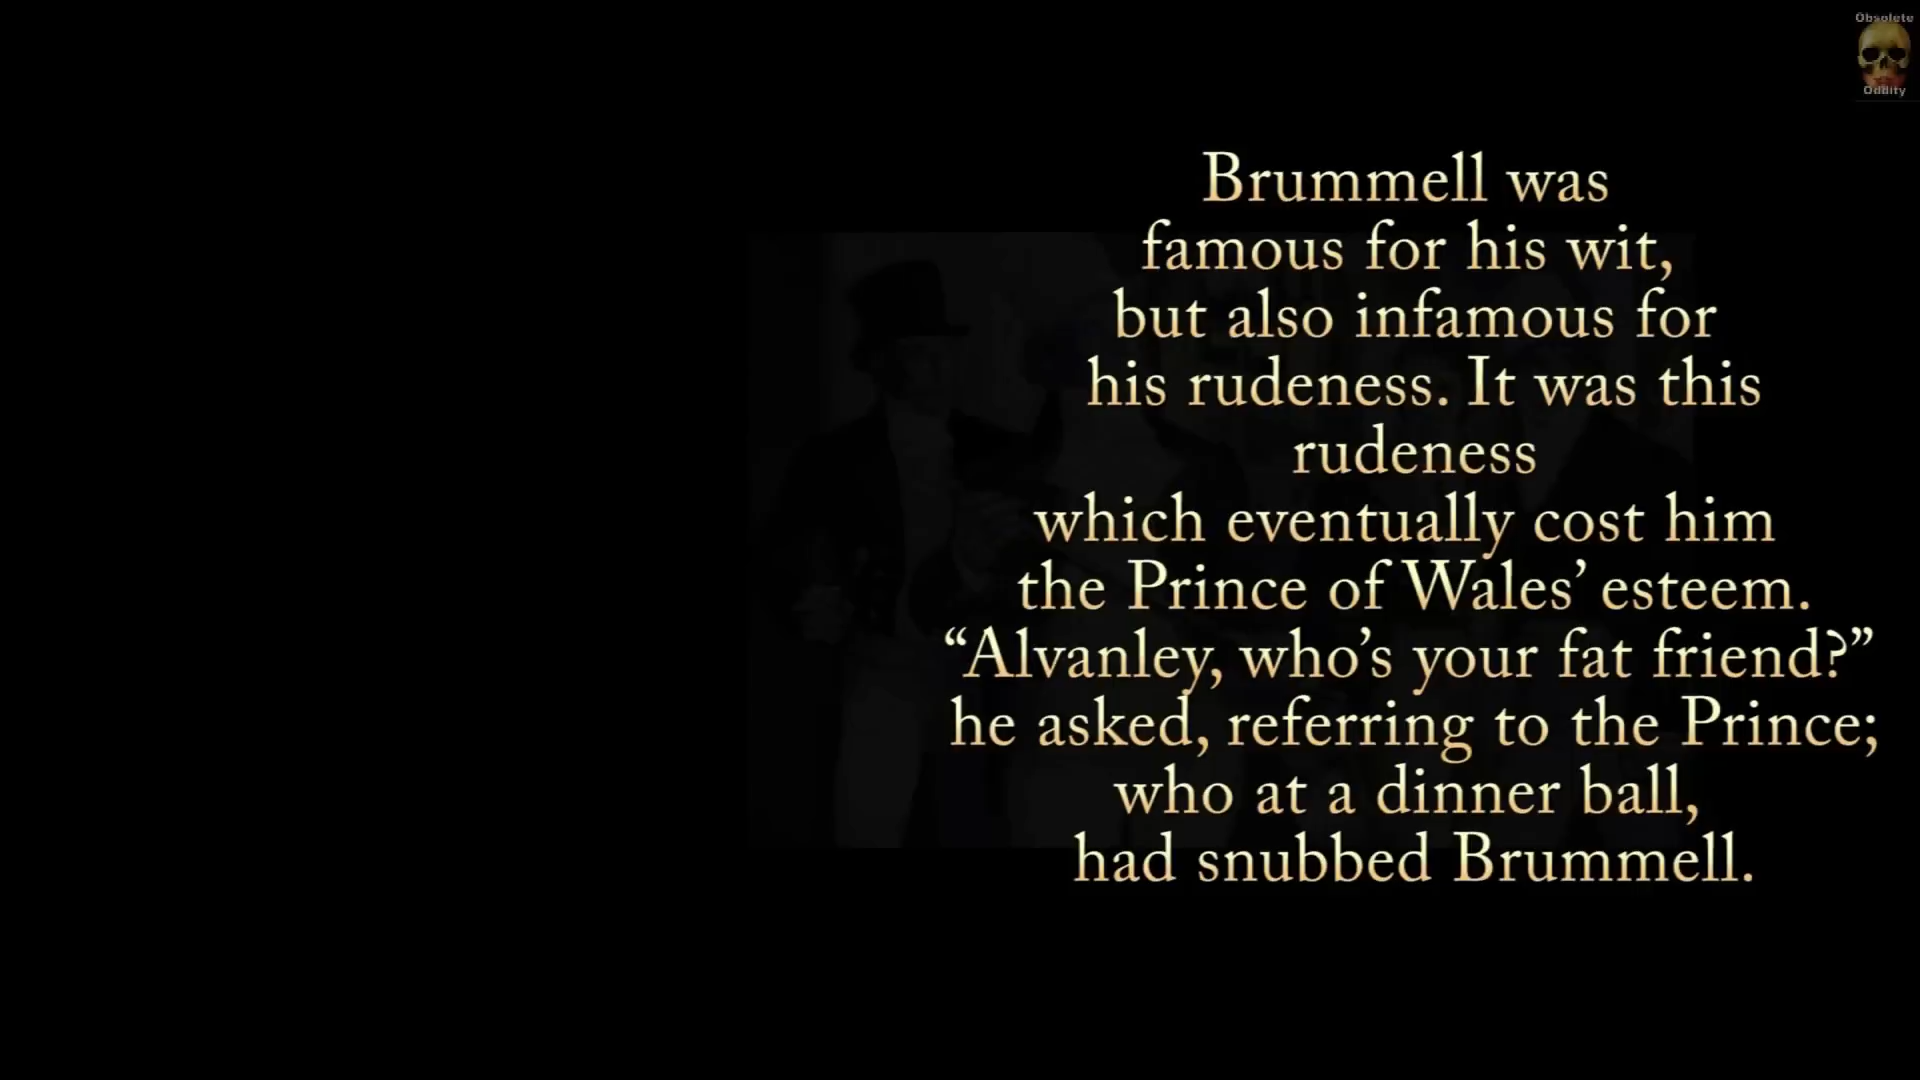 Obsolete
Oddity
Brummell was
famous for his wit,
but also infamous for
his rudeness. It was this
rudeness
which eventually cost him
the Prince of Wales’ esteem.
“Alvanley, who’s your fat friend?”
he asked, referring to the Prince;
who at a dinner ball,
had snubbed Brummell.